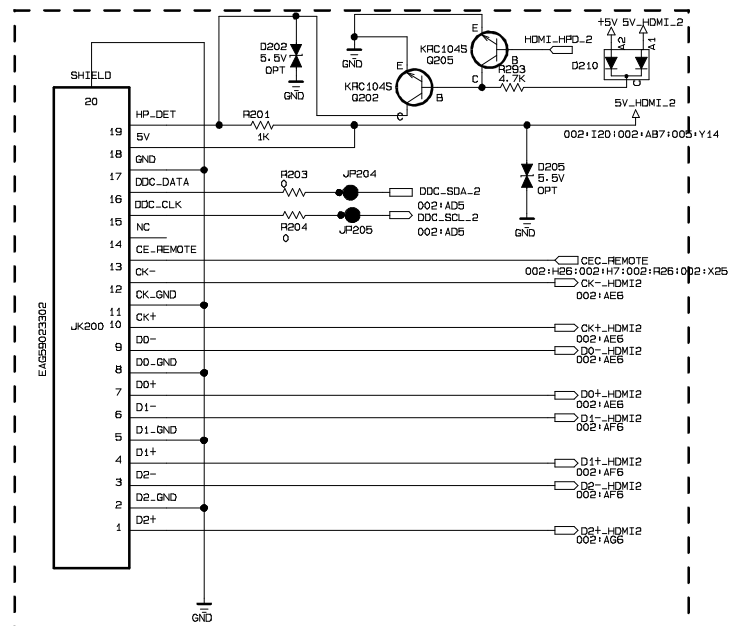 +5V 5V_HDMI_2
A2 A1
D210
C
E
KRC104S
Q205
HDMI_HPD_2
B
C
R293
4.7K
GND
E
KRC104S
Q202
B
C
D202
5.5V
OPT
GND
SHIELD
20
5V_HDMI_2
002:I20;002:AB7;005:Y14
HP_DET
19
R201
1K
5V
18
GND
17
D205
5.5V
OPT
GND
DDC_DATA
16
R203
0
JP204
DDC_SDA_2
002:AD5
DDC_CLK
15
R204
0
JP205
DDC_SCL_2
002:AD5
NC
14
CE_REMOTE
13
CEC_REMOTE
002:H26;002:H7;002:R26;002:X25
CK-
12
CK-_HDMI2
002:AE6
CK_GND
11
CK+
10
CK+_HDMI2
002:AE6
D0-
9
D0-_HDMI2
002:AE6
D0_GND
8
D0+
7
D0+_HDMI2
002:AE6
D1-
6
D1-_HDMI2
002:AF6
D1_GND
5
D1+
4
D1+_HDMI2
002:AF6
D2-
3
D2-_HDMI2
002:AF6
D2_GND
2
D2+
1
D2+_HDMI2
002:AG6
JK200
EAG59023302
GND